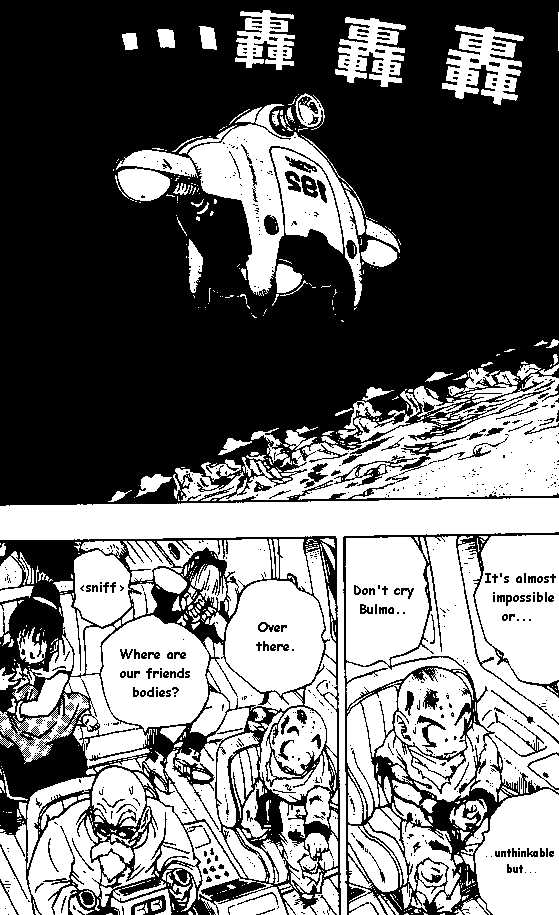 轟轟轟...
It's almost
impossible
or...
..unthinkable
but...
Don't cry
Bulma..
Over
there.
Where are
our friends
bodies?
<sniff>